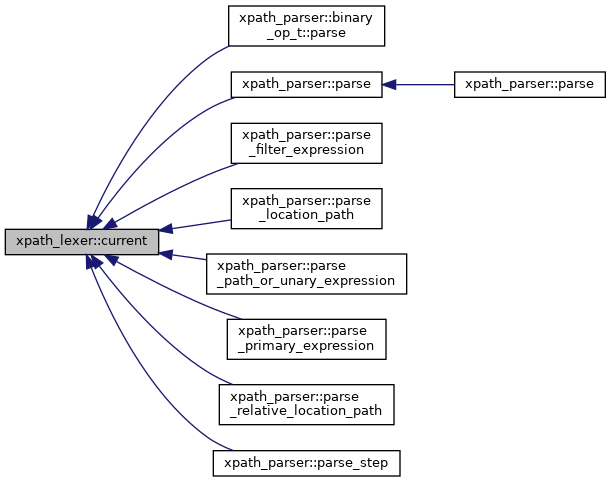 xpath_parser::binary
_op_t::parse
xpath_parser::parse
xpath_parser::parse
xpath_parser::parse
_filter_expression
xpath_parser::parse
_location_path
xpath_lexer::current
xpath_parser::parse
_path_or_unary_expression
xpath_parser::parse
_primary_expression
xpath_parser::parse
_relative_location_path
xpath_parser::parse_step